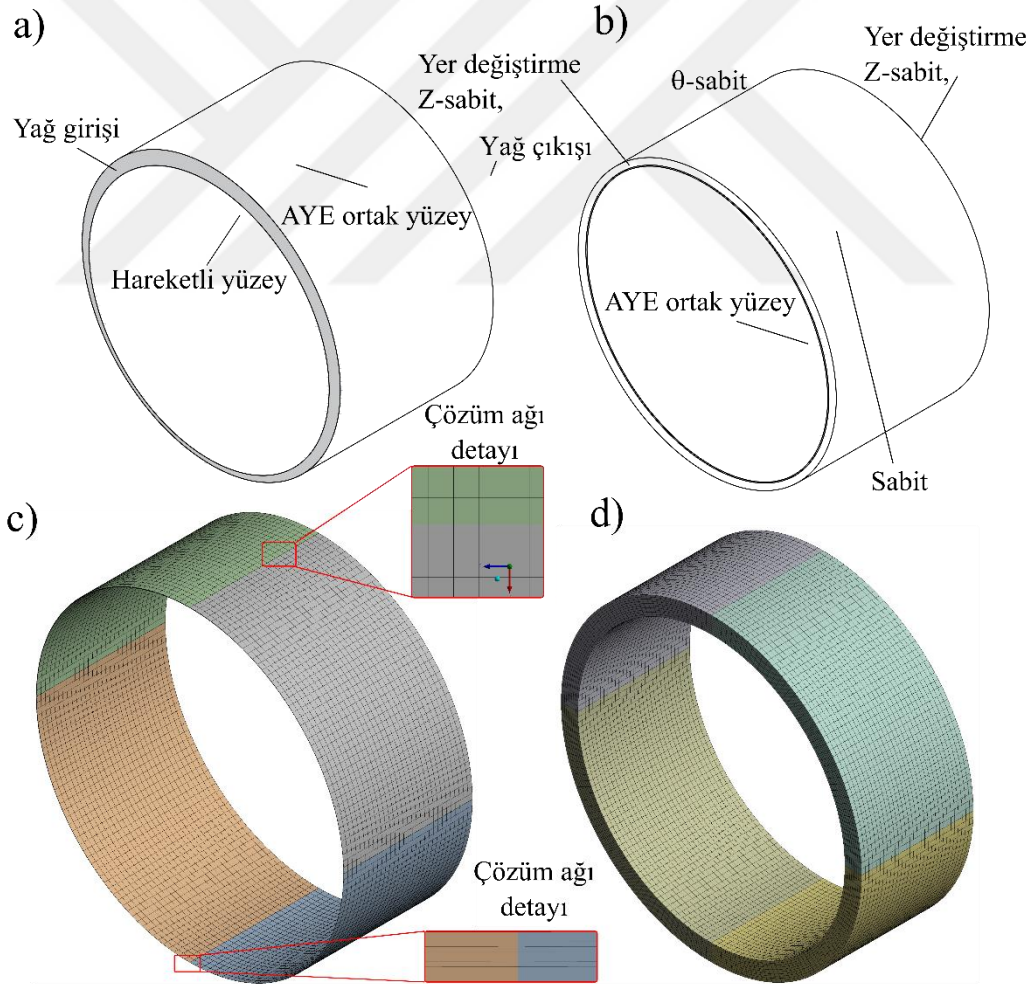 a)
Yağ girişi
Hareketli yüzey
AYE ortak yüzey
Yağ çıkışı
b)
Yer değiştirme
Z-sabit,
θ-sabit
Yer değiştirme
Z-sabit,
AYE ortak yüzey
Sabit
c)
Çözüm ağı
detayı
Çözüm ağı
detayı
d)